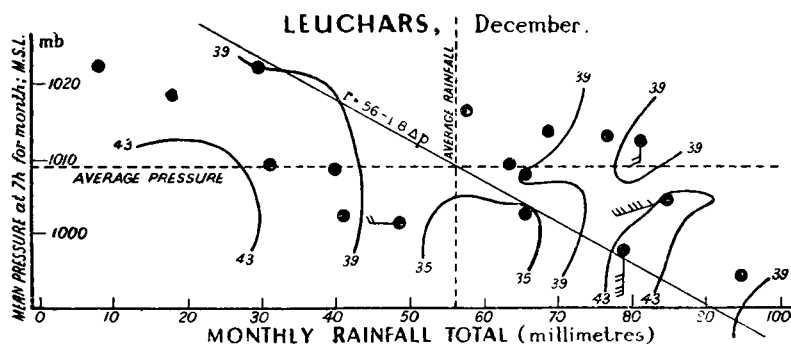 LEUCHARS, December.
MEAN PRESSURE at 7h for month; M.S.L.
mb
1020
1010
1000
AVERAGE RAINFALL
r = 56 - 1.8 Δp
AVERAGE PRESSURE
39
39
39
39
43
43
39
35
35
39
43
43
39
0 10 20 30 40 50 60 70 80 90 100
MONTHLY RAINFALL TOTAL (millimetres)